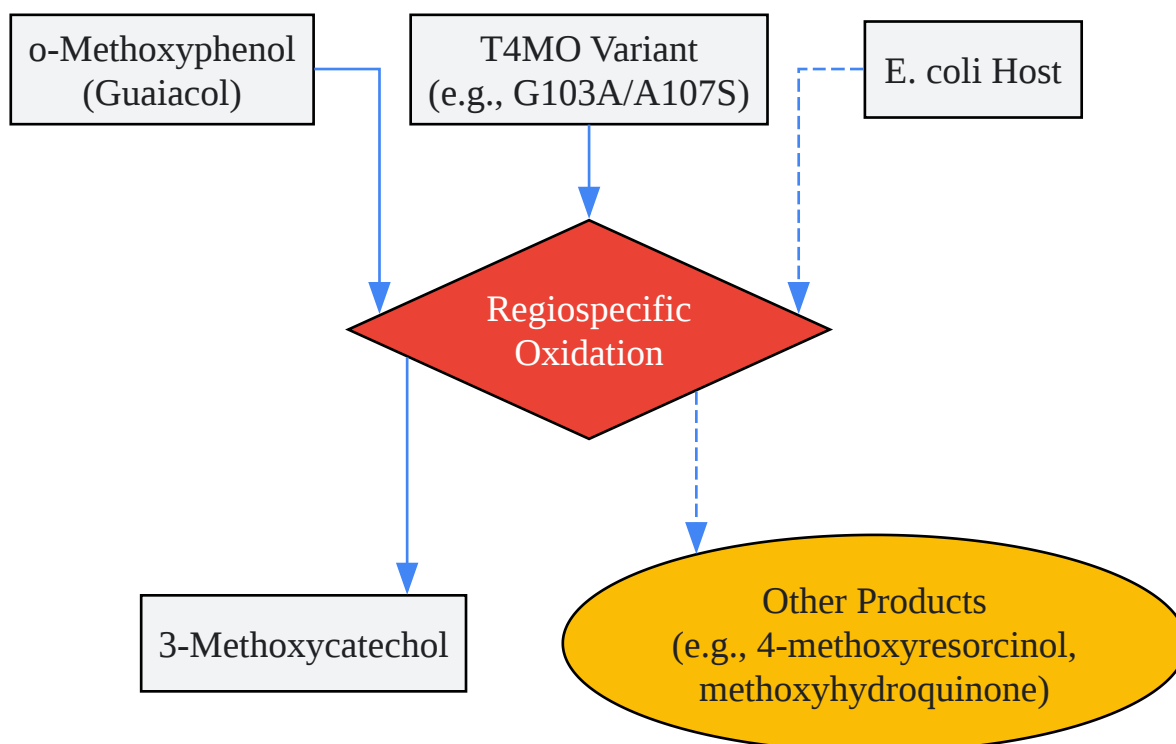 o-Methoxyphenol
(Guaiacol)
T4MO Variant
(e.g., G103A/A107S)
E. coli Host
Regiospecific
Oxidation
3-Methoxycatechol
Other Products
(e.g., 4-methoxyresorcinol,
methoxyhydroquinone)